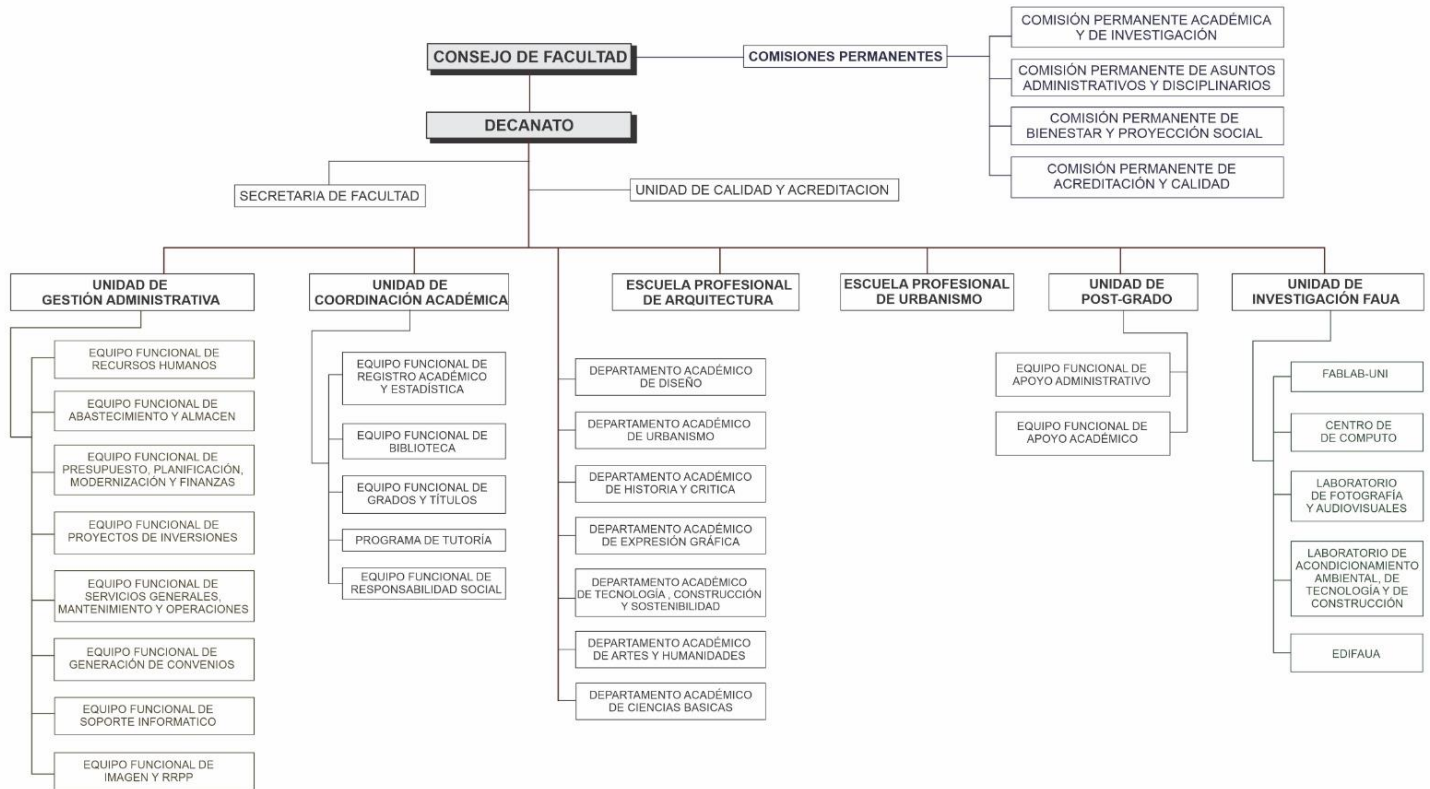 CONSEJO DE FACULTAD
COMISIONES PERMANENTES
COMISIÓN PERMANENTE ACADÉMICA
Y DE INVESTIGACIÓN
COMISIÓN PERMANENTE DE ASUNTOS
ADMINISTRATIVOS Y DISCIPLINARIOS
COMISIÓN PERMANENTE DE
BIENESTAR Y PROYECCIÓN SOCIAL
COMISIÓN PERMANENTE DE
ACREDITACIÓN Y CALIDAD
DECANATO
SECRETARIA DE FACULTAD
UNIDAD DE CALIDAD Y ACREDITACION
UNIDAD DE
GESTIÓN ADMINISTRATIVA
EQUIPO FUNCIONAL DE
RECURSOS HUMANOS
EQUIPO FUNCIONAL DE
ABASTECIMIENTO Y ALMACEN
EQUIPO FUNCIONAL DE
PRESUPUESTO, PLANIFICACIÓN,
MODERNIZACIÓN Y FINANZAS
EQUIPO FUNCIONAL DE
PROYECTOS DE INVERSIONES
EQUIPO FUNCIONAL DE
SERVICIOS GENERALES,
MANTENIMIENTO Y OPERACIONES
EQUIPO FUNCIONAL DE
GENERACIÓN DE CONVENIOS
EQUIPO FUNCIONAL DE
SOPORTE INFORMATICO
EQUIPO FUNCIONAL DE
IMAGEN Y RRPP
UNIDAD DE
COORDINACIÓN ACADÉMICA
EQUIPO FUNCIONAL DE
REGISTRO ACADÉMICO
Y ESTADÍSTICA
EQUIPO FUNCIONAL DE
BIBLIOTECA
EQUIPO FUNCIONAL DE
GRADOS Y TÍTULOS
PROGRAMA DE TUTORÍA
EQUIPO FUNCIONAL DE
RESPONSABILIDAD SOCIAL
DEPARTAMENTO ACADÉMICO
DE DISEÑO
DEPARTAMENTO ACADÉMICO
DE URBANISMO
DEPARTAMENTO ACADÉMICO
DE HISTORIA Y CRITICA
DEPARTAMENTO ACADÉMICO
DE EXPRESIÓN GRÁFICA
DEPARTAMENTO ACADÉMICO
DE TECNOLOGÍA , CONSTRUCCIÓN
Y SOSTENIBILIDAD
DEPARTAMENTO ACADÉMICO
DE ARTES Y HUMANIDADES
DEPARTAMENTO ACADÉMICO
DE CIENCIAS BASICAS
ESCUELA PROFESIONAL
DE ARQUITECTURA
ESCUELA PROFESIONAL
DE URBANISMO
UNIDAD DE
POST-GRADO
EQUIPO FUNCIONAL DE
APOYO ADMINISTRATIVO
EQUIPO FUNCIONAL DE
APOYO ACADÉMICO
UNIDAD DE
INVESTIGACIÓN FAUA
FABLAB-UNI
CENTRO DE
DE COMPUTO
LABORATORIO
DE FOTOGRAFÍA
Y AUDIOVISUALES
LABORATORIO DE
ACONDICIONAMIENTO
AMBIENTAL, DE
TECNOLOGÍA Y DE
CONSTRUCCIÓN
EDIFAUA